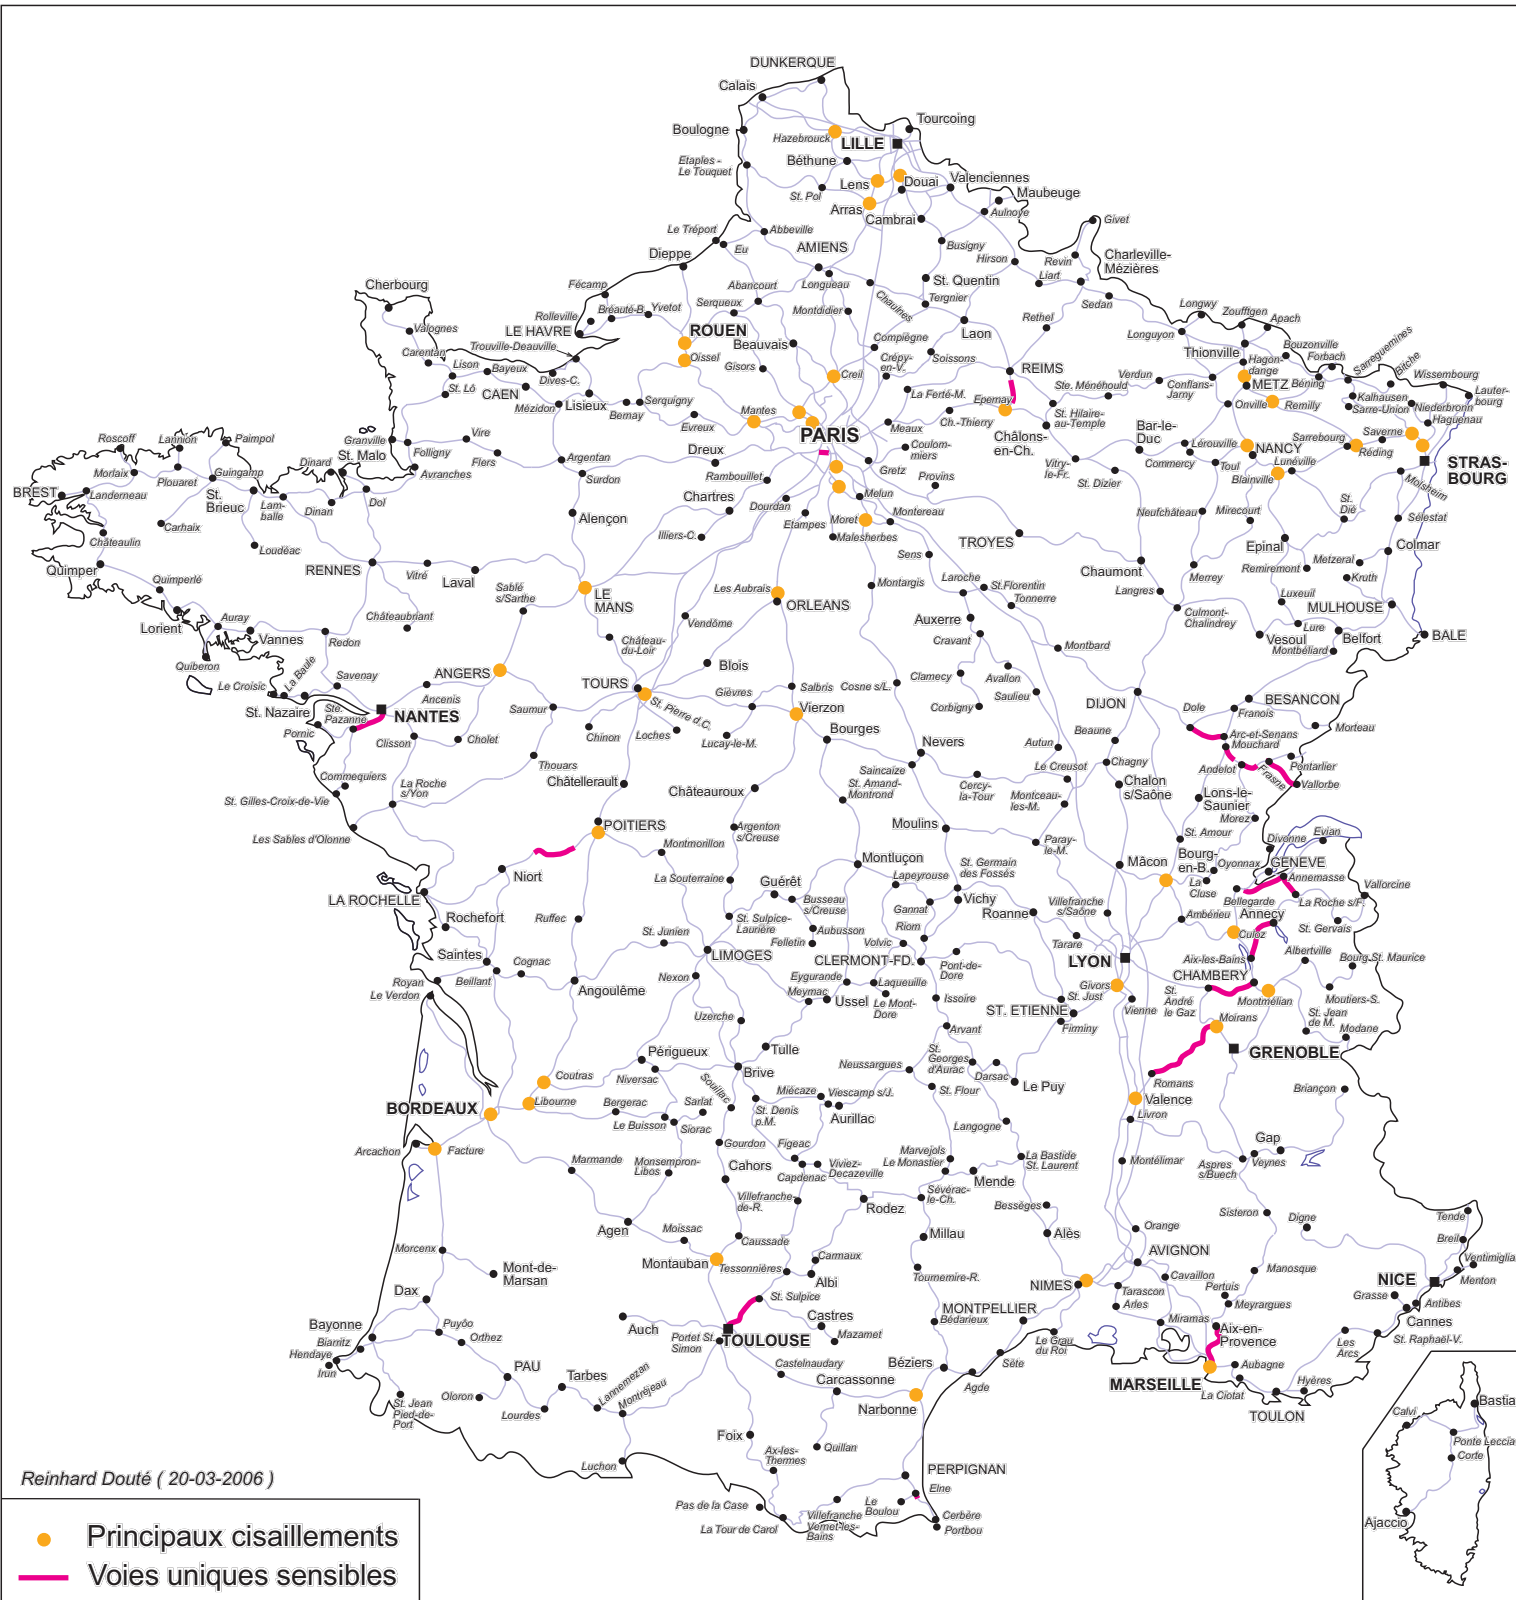 DUNKERQUE
Calais
Tourcoing
Boulogne
Hazebrouck
LILLE
Béthune
Etaples -
Le Touquet
Lens
Douai
Valenciennes
St. Pol
Maubeuge
Arras
Cambrai
Aulnoye
Givet
Le Tréport
Abbeville
Eu
AMIENS
Busigny
Hirson
Revin
Charleville-
Mézières
Dieppe
Liart
Cherbourg
Fécamp
Abancourt
Longueau
St. Quentin
Tergnier
Chaulnes
Sedan
Longwy
Zoufftgen
Apach
Rolleville
Bréauté-B.
Yvetot
Serqueux
Montdidier
Rethel
Valognes
LE HAVRE
ROUEN
Beauvais
Laon
Longuyon
Bouzonville
Forbach
Sarreguemines
Bitche
Wissembourg
Carentan
Trouville-Deauville
Oissel
Compiègne
Soissons
Thionville
Hagon-
dange
Lison
Bayeux
Gisors
Crépy-
en-V.
Creil
REIMS
Verdun
Conflans-
Jarny
METZ
Béning
Lauter-
bourg
St. Lô
CAEN
Dives-C.
Lisieux
Mézidon
Bernay
Serquigny
Evreux
Mantes
La Ferté-M.
Epernay
Ste. Ménéhould
Kalhausen
Sarre-Union
Niederbronn
Haguenau
Onville
Remilly
PARIS
Meaux
Ch.-Thierry
St. Hilaire-
au-Temple
Châlons-
en-Ch.
Bar-le-
Duc
Lérouville
NANCY
Sarrebourg
Saverne
Réding
Roscoff
Lannion
Paimpol
Granville
Vire
Folligny
Flers
Argentan
Dreux
Coulom-
miers
Commercy
Toul
Lunéville
Blainville
STRAS-
BOURG
Molsheim
Morlaix
Plouaret
Guingamp
Dinard
St. Malo
Avranches
Surdon
Rambouillet
Gretz
Provins
Vitry-
le-Fr.
St. Dizier
BREST
Landerneau
St.
Brieuc
Lam-
balle
Dinan
Dol
Alençon
Chartres
Dourdan
Melun
Etampes
Moret
Montereau
Neufchâteau
Mirecourt
St.
Dié
Sélestat
Carhaix
Châteaulin
Loudéac
Illiers-C.
Malesherbes
TROYES
Epinal
Colmar
Quimper
RENNES
Vitré
Laval
Sens
Chaumont
Metzeral
Remiremont
Quimperlé
Sablé
s/Sarthe
LE
MANS
Les Aubrais
ORLEANS
Montargis
Laroche
St.Florentin
Tonnerre
Langres
Merrey
Kruth
Luxeuil
MULHOUSE
Lorient
Auray
Vannes
Châteaubriant
Redon
Château-
du-Loir
Vendôme
Auxerre
Cravant
Culmont-
Chalindrey
Lure
Vesoul
Belfort
Montbéliard
BALE
Quiberon
La Baule
Savenay
ANGERS
Blois
Montbard
Le Croisic
Ancenis
TOURS
Gièvres
Salbris
Cosne s/L.
Clamecy
Avallon
BESANCON
St. Nazaire
Ste.
Pazanne
NANTES
Saumur
St. Pierre d.C.
Vierzon
Corbigny
Saulieu
DIJON
Dole
Franois
Pornic
Clisson
Cholet
Chinon
Loches
Lucay-le-M.
Bourges
Nevers
Autun
Beaune
Arc-et-Senans
Mouchard
Morteau
Commequiers
Thouars
Saincaize
Chagny
Andelot
Frasne
Pontarlier
St. Gilles-Croix-de-Vie
La Roche
s/Yon
Châtellerault
Châteauroux
St. Amand-
Montrond
Cercy-
la-Tour
Le Creusot
Montceau-
les-M.
Chalon
s/Saône
Lons-le-
Saunier
Morez
Vallorbe
Les Sables d'Olonne
POITIERS
Argenton
s/Creuse
Moulins
Paray-
le-M.
St. Amour
Divonne
Evian
Montmorillon
Montluçon
Mâcon
Bourg-
en-B.
Oyonnax
GENEVE
Niort
La Souterraine
Guéret
Lapeyrouse
St. Germain
des Fossés
La
Cluse
Annemasse
Vallorcine
LA ROCHELLE
Busseau
s/Creuse
Vichy
Villefranche
s/Saône
Bellegarde
La Roche s/F.
Rochefort
Ruffec
St. Sulpice-
Laurière
Aubusson
Gannat
Roanne
Ambérieu
Annecy
St. Gervais
St. Junien
Felletin
Riom
Volvic
Tarare
Culoz
Saintes
Cognac
LIMOGES
CLERMONT-FD.
LYON
Aix-les-Bains
Albertville
Bourg St. Maurice
Royan
Le Verdon
Beillant
Angoulême
Nexon
Eygurande
Laqueuille
Pont-de-
Dore
Givors
CHAMBERY
Moutiers-S.
Meymac
Ussel
Le Mont-
Dore
Issoire
ST. ETIENNE
St. Just
Vienne
St.
André
le Gaz
Montmélian
St. Jean
de M.
Uzerche
Firminy
Moirans
Modane
Arvant
GRENOBLE
Périgueux
Tulle
St.
Georges
d'Aurac
Coutras
Niversac
Brive
Neussargues
Darsac
Le Puy
Romans
Briançon
Souillac
BORDEAUX
Libourne
Bergerac
Sarlat
Miécaze
Viescamp s/J.
St. Flour
Valence
Le Buisson
Siorac
St. Denis
p.M.
Aurillac
Livron
Langogne
Arcachon
Facture
Gourdon
Figeac
Marvejols
Le Monastier
La Bastide
St. Laurent
Gap
Marmande
Monsempron-
Libos
Cahors
Viviez-
Decazeville
Capdenac
Montélimar
Aspres
s/Buech
Veynes
Mende
Villefranche-
de-R.
Rodez
Sévérac-
le-Ch.
Bessèges
Agen
Moissac
Caussade
Millau
Alès
Orange
Sisteron
Digne
Tende
Morcenx
Montauban
Tessonnières
Carmaux
Breil
Mont-de-
Marsan
Albi
Tournemire-R.
AVIGNON
Manosque
Ventimiglia
Dax
NIMES
Cavaillon
NICE
Menton
St. Sulpice
Tarascon
Arles
Pertuis
Meyrargues
Grasse
Antibes
Bayonne
Auch
Castres
MONTPELLIER
Bédarieux
Miramas
Cannes
Biarritz
Puyôo
Orthez
Portet St.
Simon
TOULOUSE
Mazamet
Aix-en-
Provence
St. Raphaël-V.
Hendaye
Irun
Le Grau
du Roi
Les
Arcs
PAU
Castelnaudary
Béziers
Sète
Aubagne
Tarbes
Lannemezan
Carcassonne
Agde
MARSEILLE
La Ciotat
Hyères
Oloron
Montréjeau
Narbonne
TOULON
St. Jean
Pied-de-
Port
Lourdes
Bastia
Calvi
Foix
Quillan
Ponte Leccia
Luchon
Ax-les-
Thermes
PERPIGNAN
Corte
Reinhard Douté ( 20-03-2006 )
Elne
Pas de la Case
Le
Boulou
Ajaccio
La Tour de Carol
Villefranche
Vernet-les-
Bains
Cerbère
Portbou
Principaux cisaillements
Voies uniques sensibles